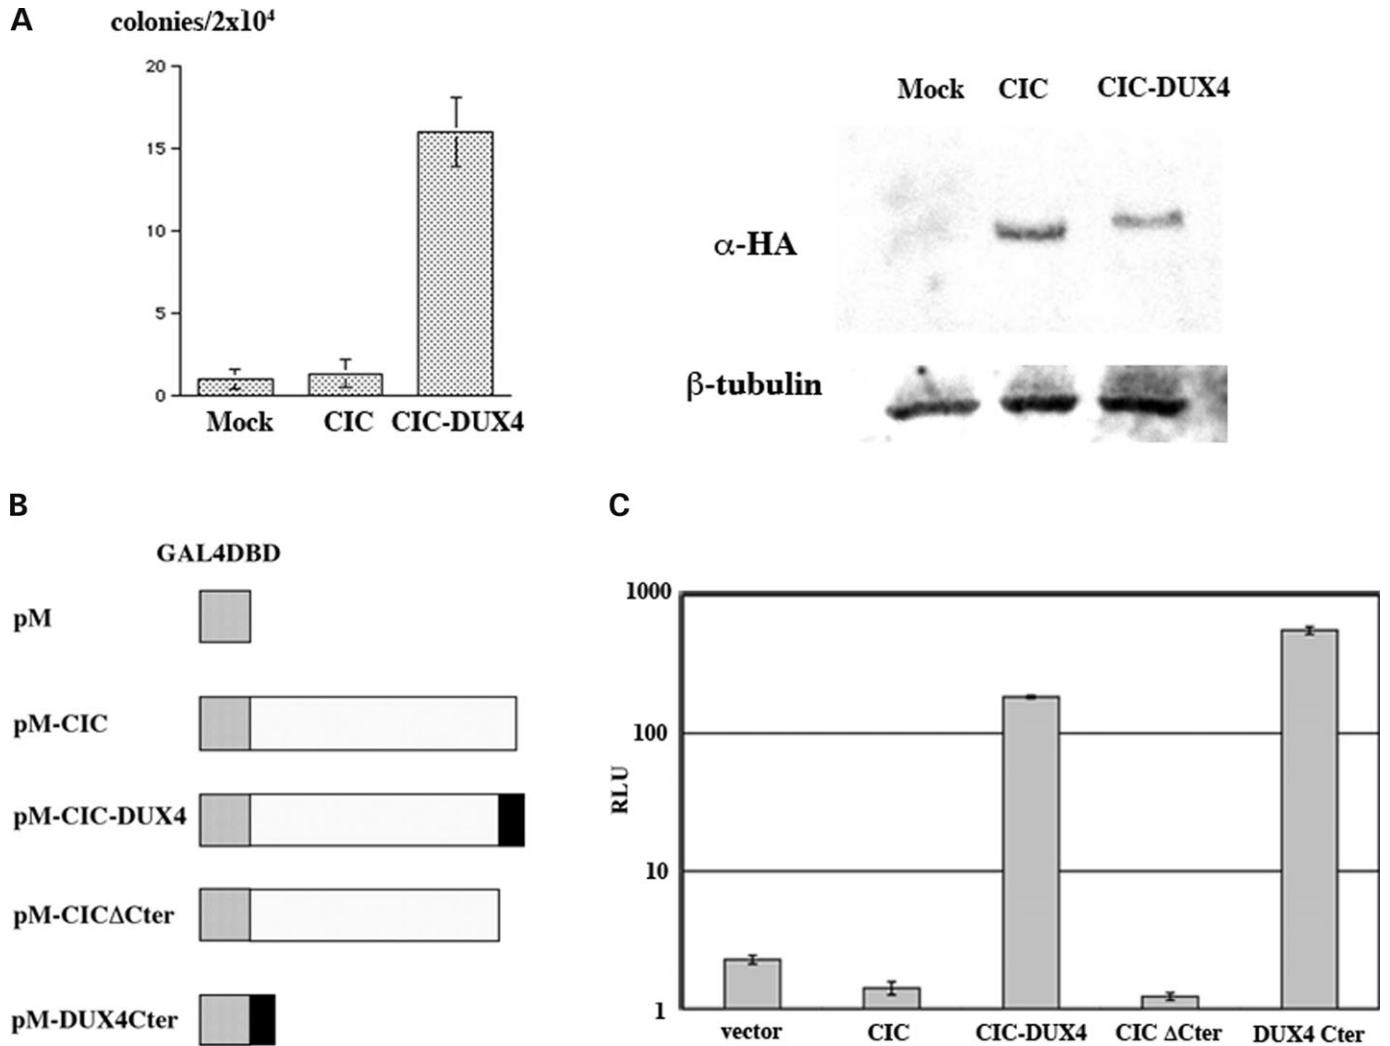 A
colonies/2x10⁴
20
15
10
5
0
Mock CIC CIC-DUX4
Mock CIC CIC-DUX4
α-HA
β-tubulin
B
GAL4DBD
pM
pM-CIC
pM-CIC-DUX4
pM-CICΔCter
pM-DUX4Cter
C
1000
100
10
1
RLU
vector CIC CIC-DUX4 CIC ΔCter DUX4 Cter